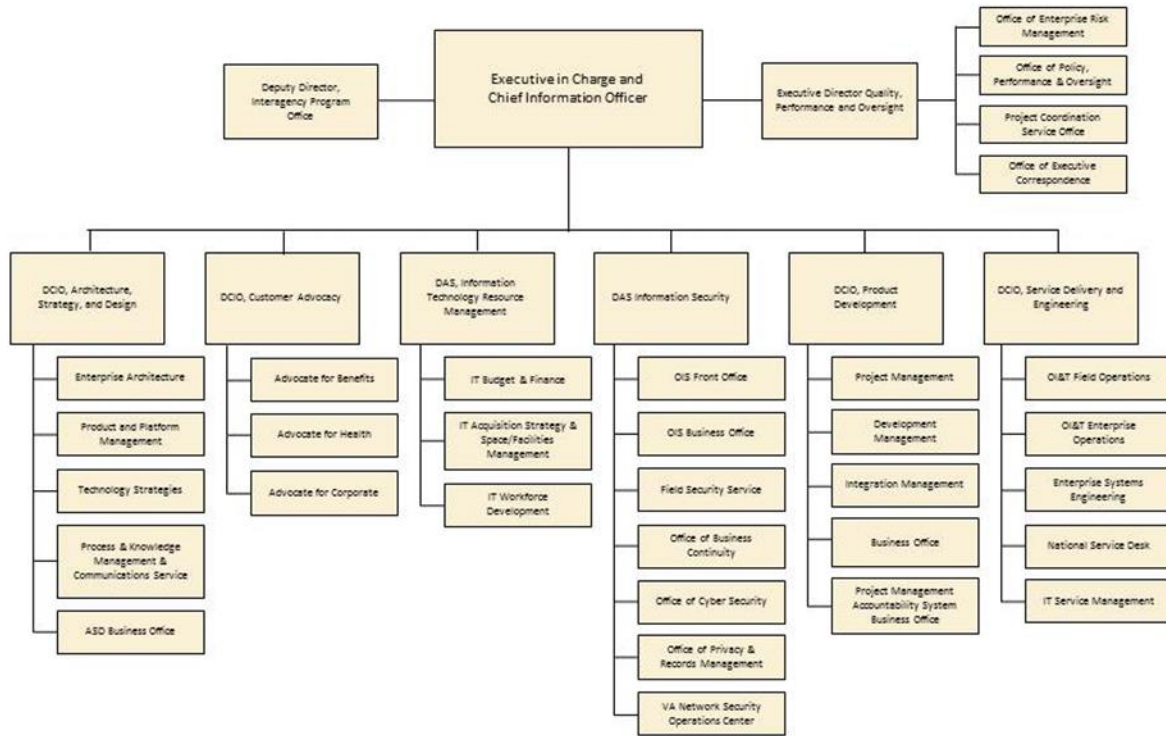 Executive in Charge and
Chief Information Officer
Deputy Director,
Interagency Program
Office
Executive Director Quality,
Performance and Oversight
Office of Enterprise Risk
Management
Office of Policy,
Performance & Oversight
Project Coordination
Service Office
Office of Executive
Correspondence
DCIO, Architecture,
Strategy, and Design
Enterprise Architecture
Product and Platform
Management
Technology Strategies
Process & Knowledge
Management &
Communications Service
ASD Business Office
DCIO, Customer Advocacy
Advocate for Benefits
Advocate for Health
Advocate for Corporate
DAS, Information
Technology Resource
Management
IT Budget & Finance
IT Acquisition Strategy &
Space/Facilities
Management
IT Workforce
Development
DAS Information Security
OIS Front Office
OIS Business Office
Field Security Service
Office of Business
Continuity
Office of Cyber Security
Office of Privacy &
Records Management
VA Network Security
Operations Center
DCIO, Product
Development
Project Management
Development
Management
Integration Management
Business Office
Project Management
Accountability System
Business Office
DCIO, Service Delivery and
Engineering
OI&T Field Operations
OI&T Enterprise
Operations
Enterprise Systems
Engineering
National Service Desk
IT Service Management